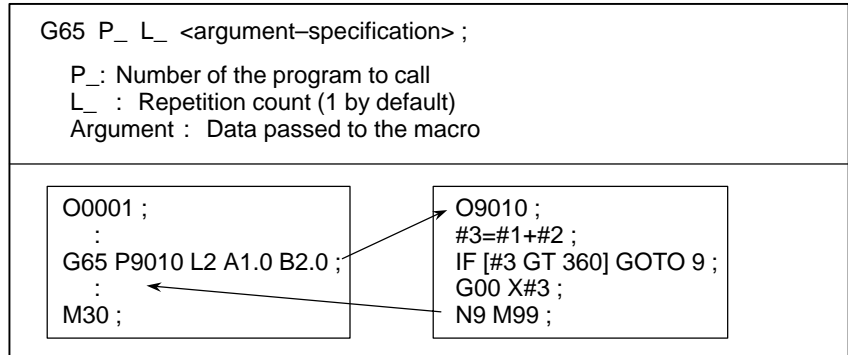 G65 P_ L_ <argument–specification> ;
P_: Number of the program to call
L_ : Repetition count (1 by default)
Argument : Data passed to the macro
O0001 ;
:
G65 P9010 L2 A1.0 B2.0 ;
:
M30 ;
O9010 ;
#3=#1+#2 ;
IF [#3 GT 360] GOTO 9 ;
G00 X#3 ;
N9 M99 ;